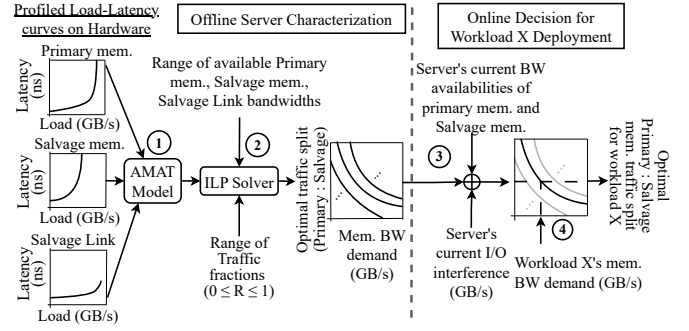 Profiled Load-Latency
curves on Hardware
Primary mem.
Latency
(ns)
Load (GB/s)
Salvage mem.
Latency
(ns)
Load (GB/s)
Salvage Link
Latency
(ns)
Load (GB/s)
1
AMAT
Model
Offline Server Characterization
Range of available Primary
mem., Salvage mem.,
Salvage Link bandwidths
2
ILP Solver
Range of
Traffic
fractions
(0 ≤ R ≤ 1)
Optimal traffic split
(Primary : Salvage)
Mem. BW
demand
(GB/s)
Online Decision for
Workload X Deployment
Server's current BW
availabilities of
primary mem. and
Salvage mem.
3
Server's
current I/O
interference
(GB/s)
4
Workload X's mem.
BW demand (GB/s)
Optimal
Primary : Salvage
mem. traffic split
for workload X